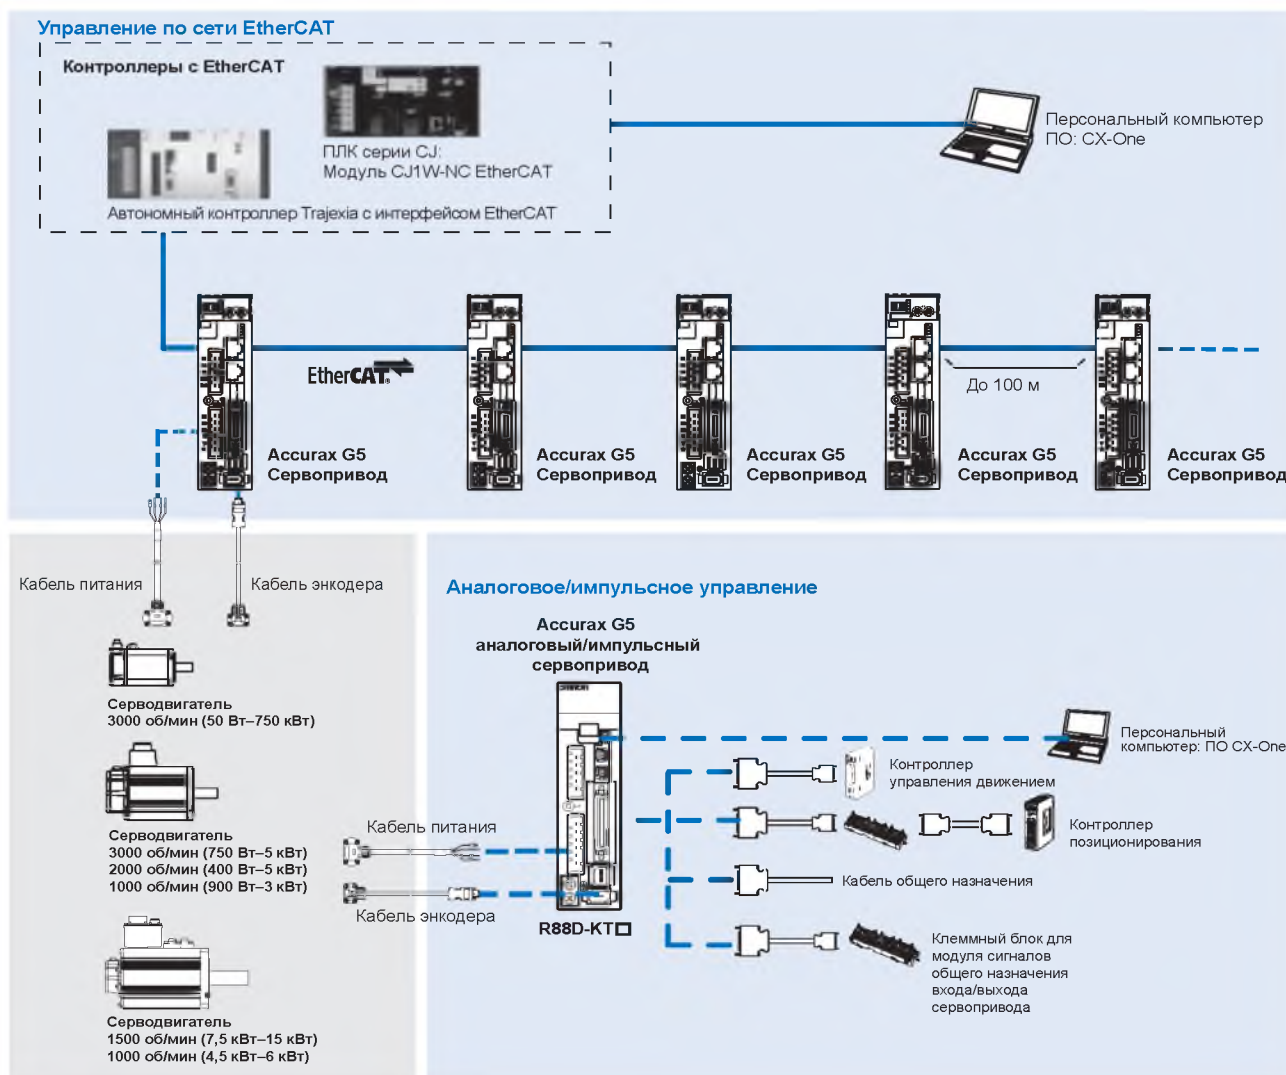 Управление по сети EtherCAT
Контроллеры с EtherCAT
ПЛК серии CJ:
Модуль CJ1W-NC EtherCAT
Автономный контроллер Trajexia с интерфейсом EtherCAT
Персональный компьютер
ПО: CX-One
EtherCAT®
До 100 м
Accurax G5
Сервопривод
Accurax G5
Сервопривод
Accurax G5
Сервопривод
Accurax G5
Сервопривод
Accurax G5
Сервопривод
Кабель питания
Кабель энкодера
Серводвигатель
3000 об/мин (50 Вт–750 кВт)
Серводвигатель
3000 об/мин (750 Вт–5 кВт)
2000 об/мин (400 Вт–5 кВт)
1000 об/мин (900 Вт–3 кВт)
Серводвигатель
1500 об/мин (7,5 кВт–15 кВт)
1000 об/мин (4,5 кВт–6 кВт)
Аналоговое/импульсное управление
Accurax G5
аналоговый/импульсный
сервопривод
OMRON
Персональный
компьютер: ПО CX-One
Контроллер
управления движением
Контроллер
позиционирования
Кабель питания
Кабель общего назначения
Кабель энкодера
R88D-KT□
Клеммный блок для
модуля сигналов
общего назначения
входа/выхода
сервопривода